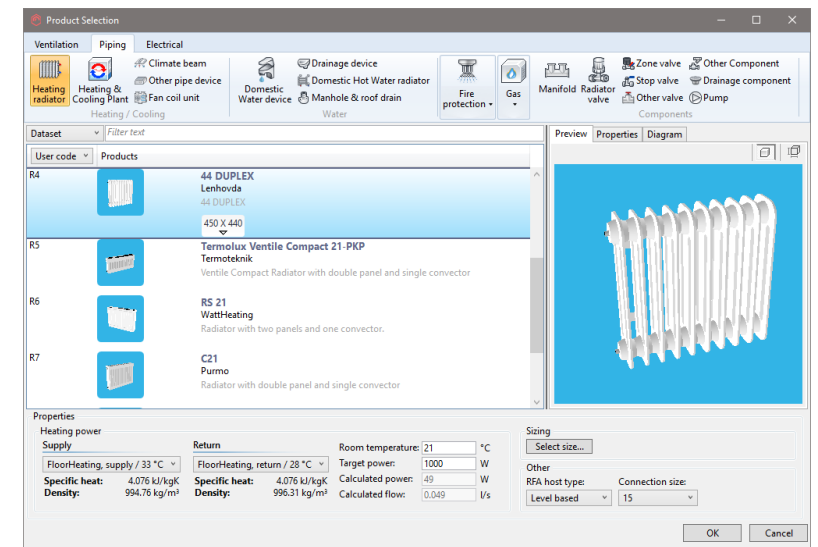 Product Selection
Ventilation Piping Electrical
Heating radiator
Heating & Cooling Plant
Climate beam
Other pipe device
Fan coil unit
Heating / Cooling
Domestic Water device
Drainage device
Domestic Hot Water radiator
Manhole & roof drain
Water
Fire protection
Gas
Manifold
Radiator valve
Zone valve
Stop valve
Other valve
Other Component
Drainage component
Pump
Components
Dataset Filter text
User code Products
R4
44 DUPLEX
Lenhovda
44 DUPLEX
450 X 440
R5
Termolux Ventile Compact 21-PKP
Termoteknik
Ventile Compact Radiator with double panel and single convector
R6
RS 21
WattHeating
Radiator with two panels and one convector.
R7
C21
Purmo
Radiator with double panel and single convector
Preview Properties Diagram
Properties
Heating power
Supply
FloorHeating, supply / 33 °C
Specific heat: 4.076 kJ/kgK
Density: 994.76 kg/m³
Return
FloorHeating, return / 28 °C
Specific heat: 4.076 kJ/kgK
Density: 996.31 kg/m³
Room temperature: 21 °C
Target power: 1000 W
Calculated power: 49 W
Calculated flow: 0.049 l/s
Sizing
Select size...
Other
RFA host type: Connection size:
Level based 15
OK Cancel